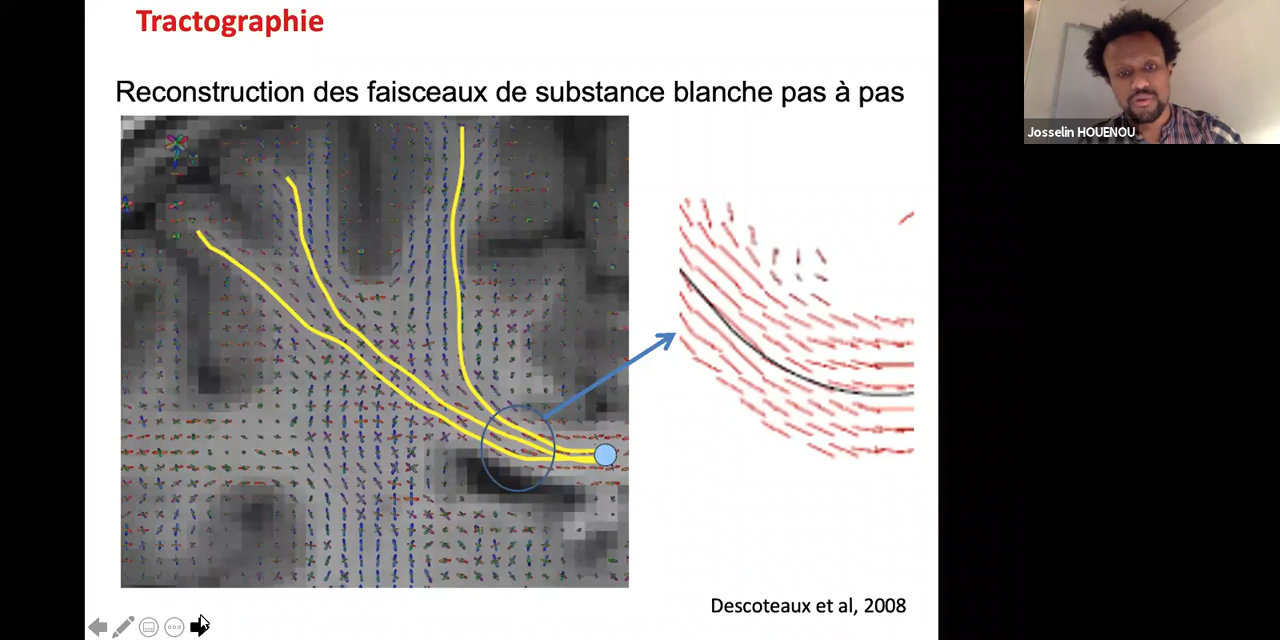 Tractographie
Reconstruction des faisceaux de substance blanche pas à pas
Josselin HOUENOU
Descoteaux et al, 2008